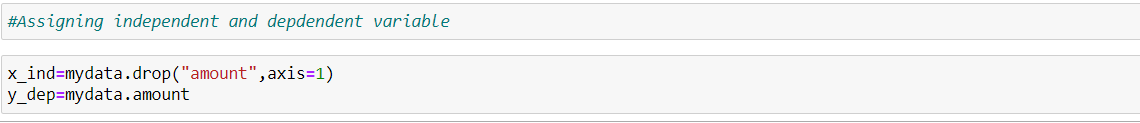 #Assigning independent and depdendent variable
x_ind=mydata.drop("amount",axis=1)
y_dep=mydata.amount